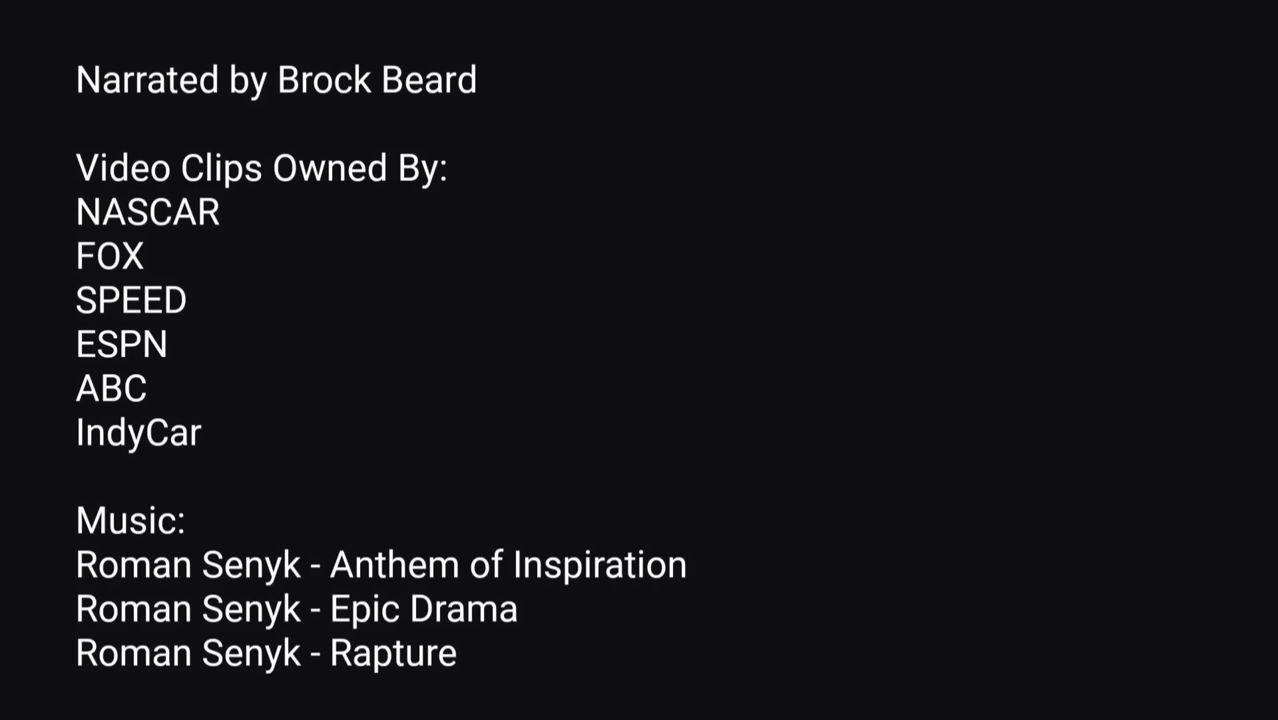 Narrated by Brock Beard
Video Clips Owned By:
NASCAR
FOX
SPEED
ESPN
ABC
IndyCar
Music:
Roman Senyk - Anthem of Inspiration
Roman Senyk - Epic Drama
Roman Senyk - Rapture